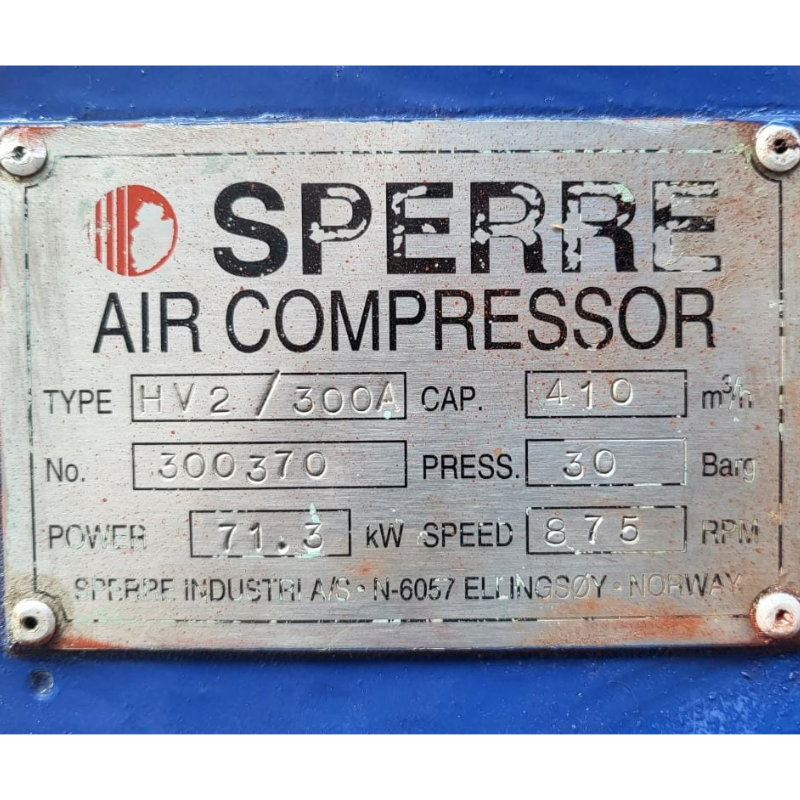 SPERRE
AIR COMPRESSOR
TYPE HV2/300A CAP. 410 m³/h
No. 300370 PRESS. 30 Barg
POWER 71.3 kW SPEED 875 RPM
SPERRE INDUSTRI A/S · N-6057 ELLINGSØY · NORWAY